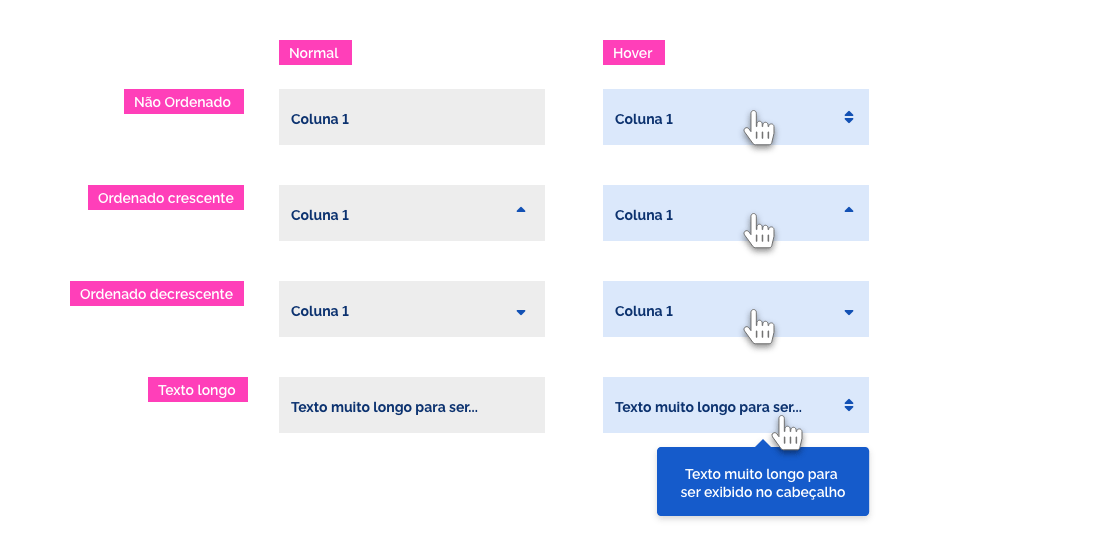 Normal
Hover
Não Ordenado
Coluna 1
Coluna 1
Ordenado crescente
Coluna 1
Coluna 1
Ordenado decrescente
Coluna 1
Coluna 1
Texto longo
Texto muito longo para ser...
Texto muito longo para ser...
Texto muito longo para
ser exibido no cabeçalho